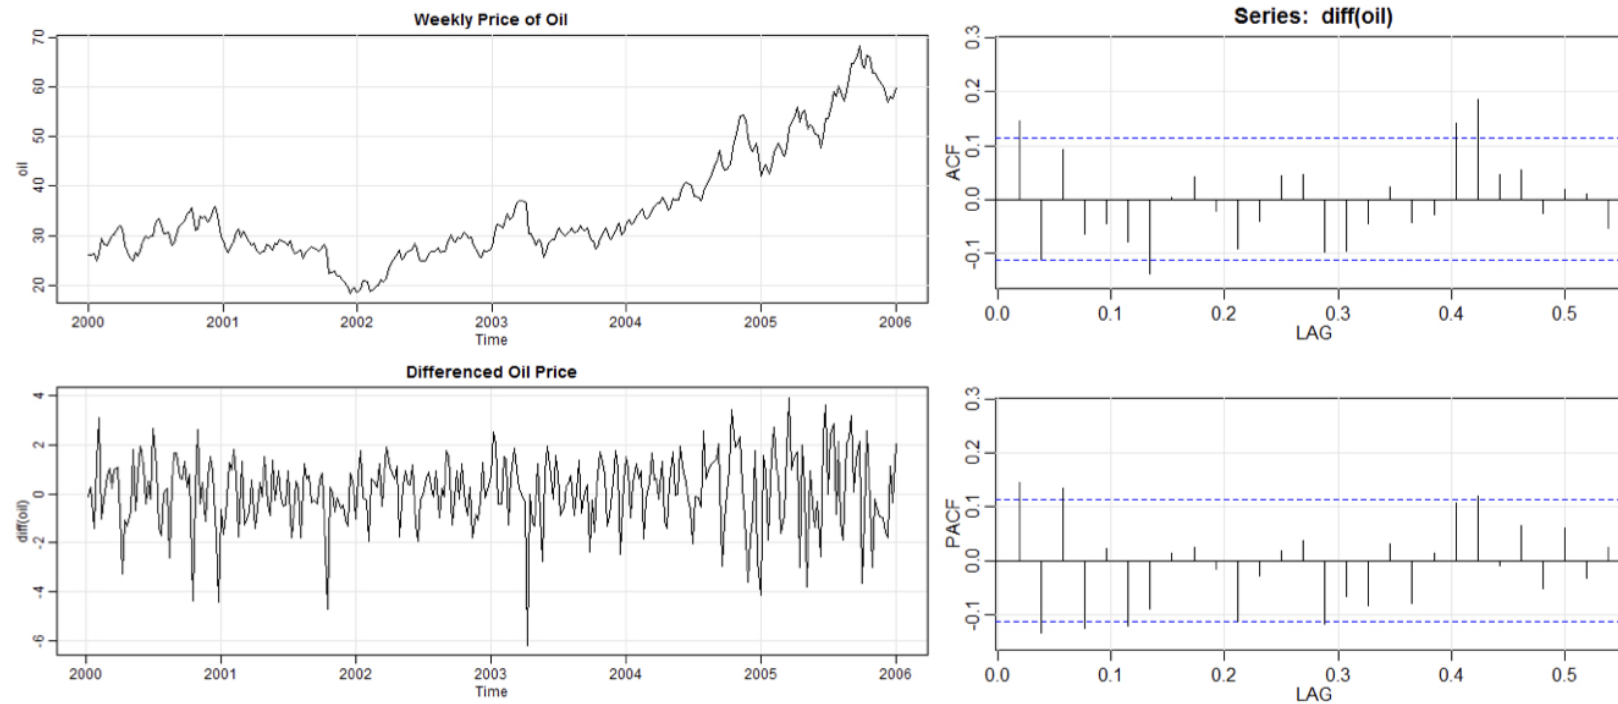 Weekly Price of Oil
70
60
50
40
30
20
oil
2000 2001 2002 2003 2004 2005 2006
Time
Differenced Oil Price
4
2
0
-2
-4
-6
diff(oil)
2000 2001 2002 2003 2004 2005 2006
Time
Series: diff(oil)
0.3
0.2
0.1
0.0
-0.1
ACF
0.0 0.1 0.2 0.3 0.4 0.5
LAG
0.3
0.2
0.1
0.0
-0.1
PACF
0.0 0.1 0.2 0.3 0.4 0.5
LAG